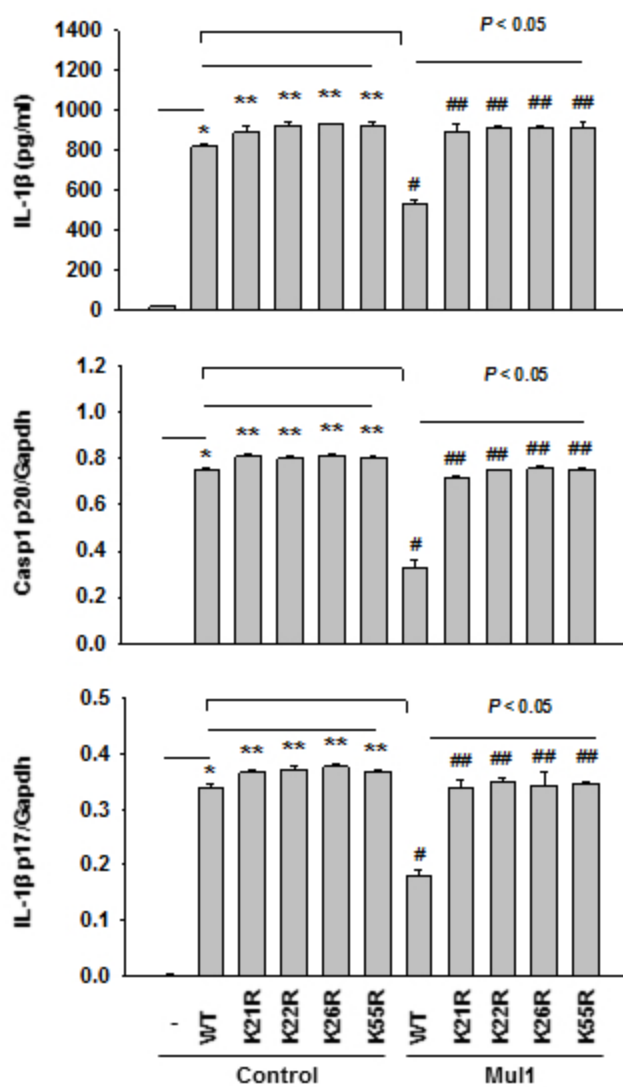 P < 0.05
1400
1200
1000
800
600
400
200
0
IL-1β (pg/ml)
* ** ** ** ** # ## ## ## ##
P < 0.05
1.2
1.0
0.8
0.6
0.4
0.2
0.0
Casp1 p20/Gapdh
* ** ** ** ** # ## ## ## ##
P < 0.05
0.5
0.4
0.3
0.2
0.1
0.0
IL-1β p17/Gapdh
* ** ** ** ** # ## ## ## ##
- WT K21R K22R K26R K55R WT K21R K22R K26R K55R
Control Mul1